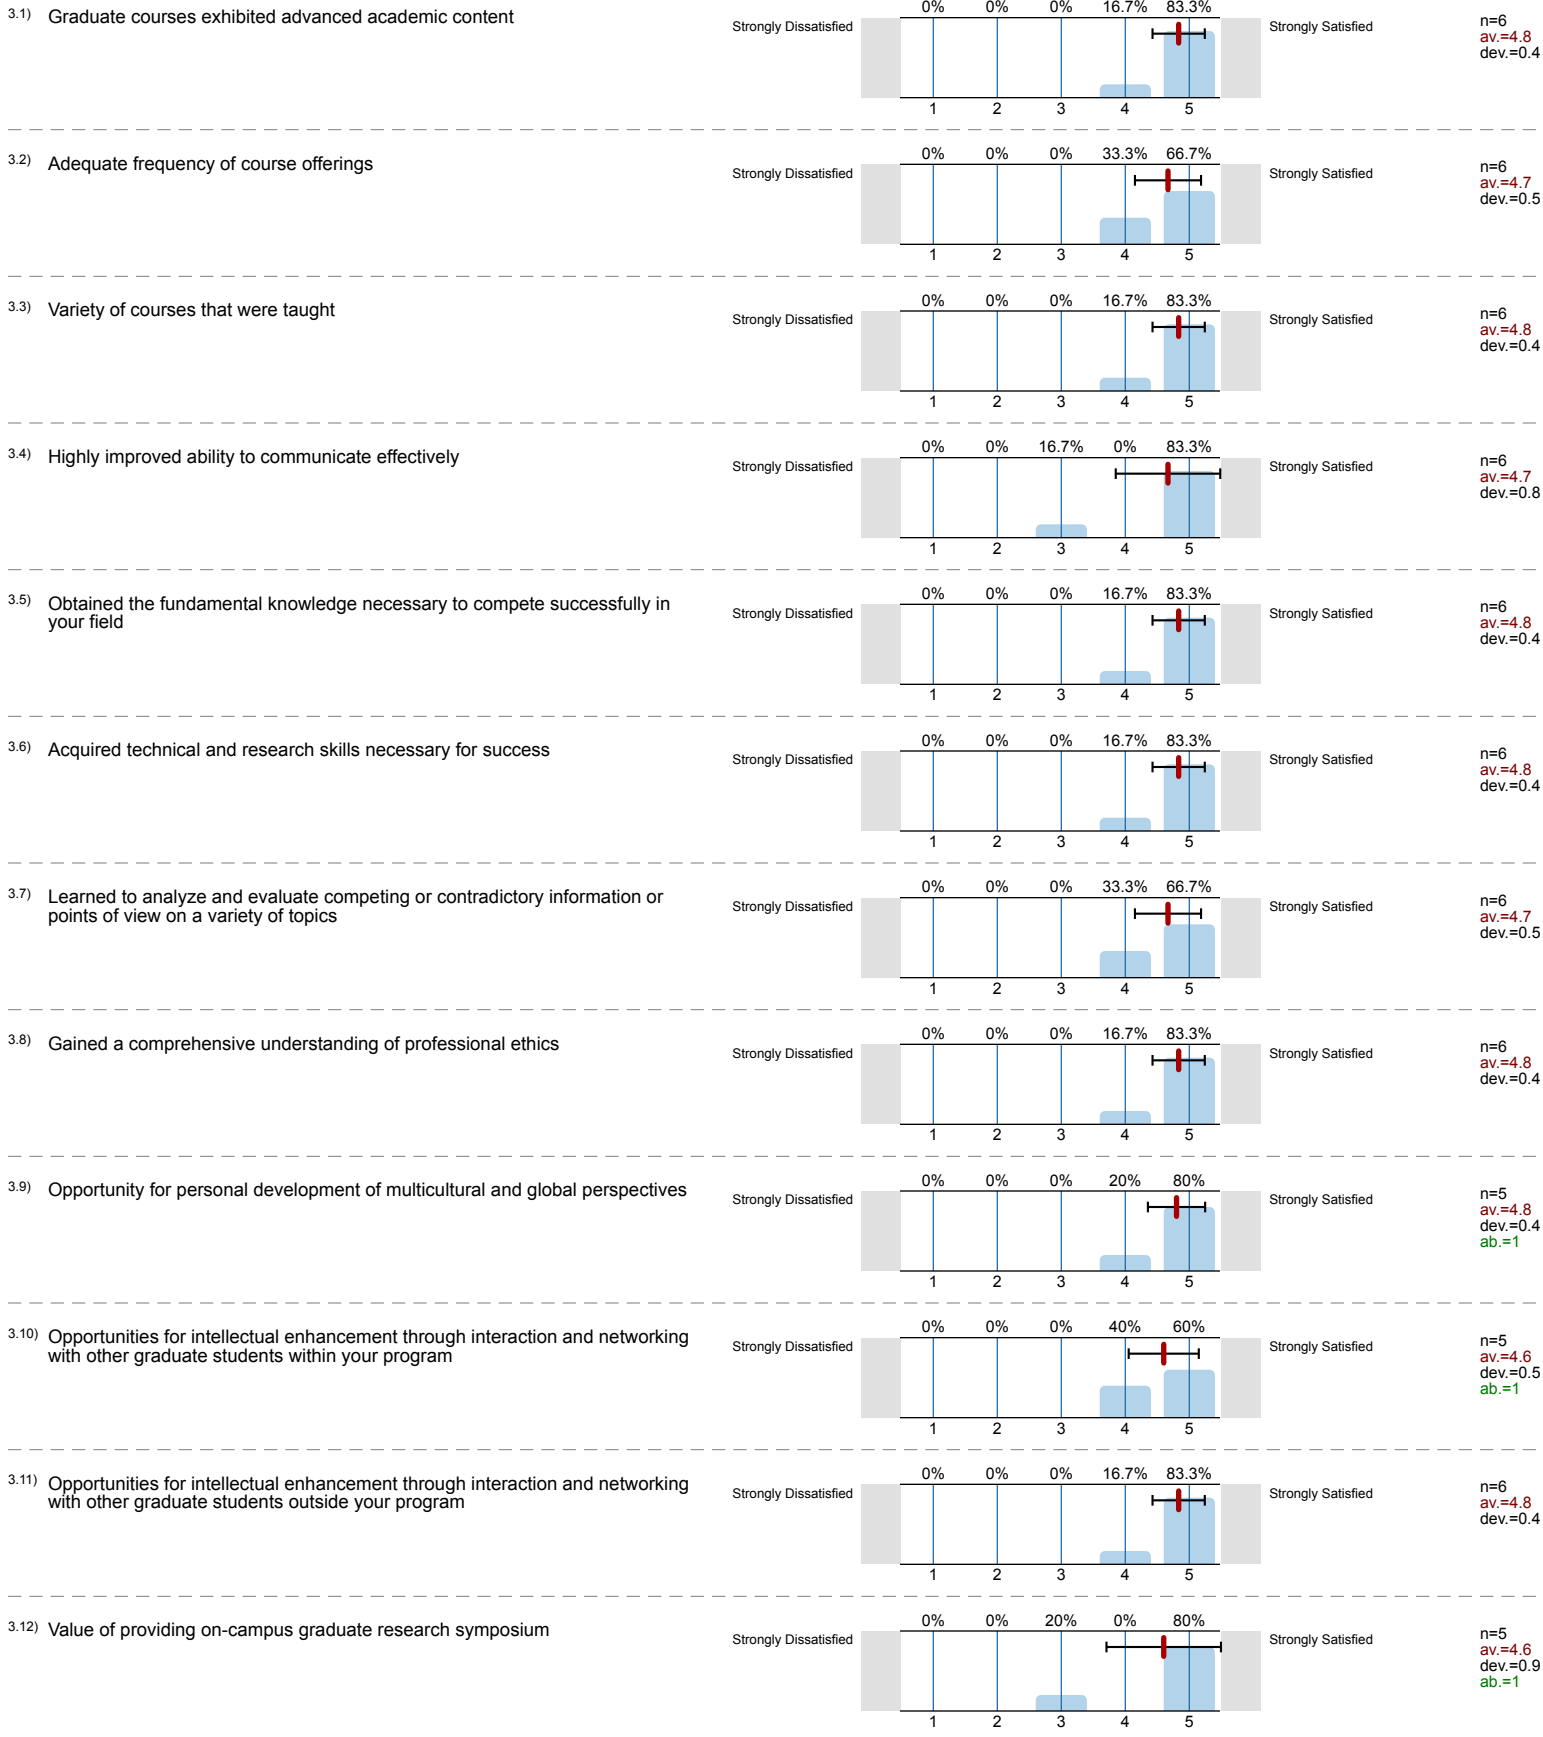 3.1) Graduate courses exhibited advanced academic content
0% 0% 0% 16.7% 83.3%
Strongly Dissatisfied Strongly Satisfied
n=6
av.=4.8
dev.=0.4
1 2 3 4 5
3.2) Adequate frequency of course offerings
0% 0% 0% 33.3% 66.7%
Strongly Dissatisfied Strongly Satisfied
n=6
av.=4.7
dev.=0.5
1 2 3 4 5
3.3) Variety of courses that were taught
0% 0% 0% 16.7% 83.3%
Strongly Dissatisfied Strongly Satisfied
n=6
av.=4.8
dev.=0.4
1 2 3 4 5
3.4) Highly improved ability to communicate effectively
0% 0% 16.7% 0% 83.3%
Strongly Dissatisfied Strongly Satisfied
n=6
av.=4.7
dev.=0.8
1 2 3 4 5
3.5) Obtained the fundamental knowledge necessary to compete successfully in
your field
0% 0% 0% 16.7% 83.3%
Strongly Dissatisfied Strongly Satisfied
n=6
av.=4.8
dev.=0.4
1 2 3 4 5
3.6) Acquired technical and research skills necessary for success
0% 0% 0% 16.7% 83.3%
Strongly Dissatisfied Strongly Satisfied
n=6
av.=4.8
dev.=0.4
1 2 3 4 5
3.7) Learned to analyze and evaluate competing or contradictory information or
points of view on a variety of topics
0% 0% 0% 33.3% 66.7%
Strongly Dissatisfied Strongly Satisfied
n=6
av.=4.7
dev.=0.5
1 2 3 4 5
3.8) Gained a comprehensive understanding of professional ethics
0% 0% 0% 16.7% 83.3%
Strongly Dissatisfied Strongly Satisfied
n=6
av.=4.8
dev.=0.4
1 2 3 4 5
3.9) Opportunity for personal development of multicultural and global perspectives
0% 0% 0% 20% 80%
Strongly Dissatisfied Strongly Satisfied
n=5
av.=4.8
dev.=0.4
ab.=1
1 2 3 4 5
3.10) Opportunities for intellectual enhancement through interaction and networking
with other graduate students within your program
0% 0% 0% 40% 60%
Strongly Dissatisfied Strongly Satisfied
n=5
av.=4.6
dev.=0.5
ab.=1
1 2 3 4 5
3.11) Opportunities for intellectual enhancement through interaction and networking
with other graduate students outside your program
0% 0% 0% 16.7% 83.3%
Strongly Dissatisfied Strongly Satisfied
n=6
av.=4.8
dev.=0.4
1 2 3 4 5
3.12) Value of providing on-campus graduate research symposium
0% 0% 20% 0% 80%
Strongly Dissatisfied Strongly Satisfied
n=5
av.=4.6
dev.=0.9
ab.=1
1 2 3 4 5